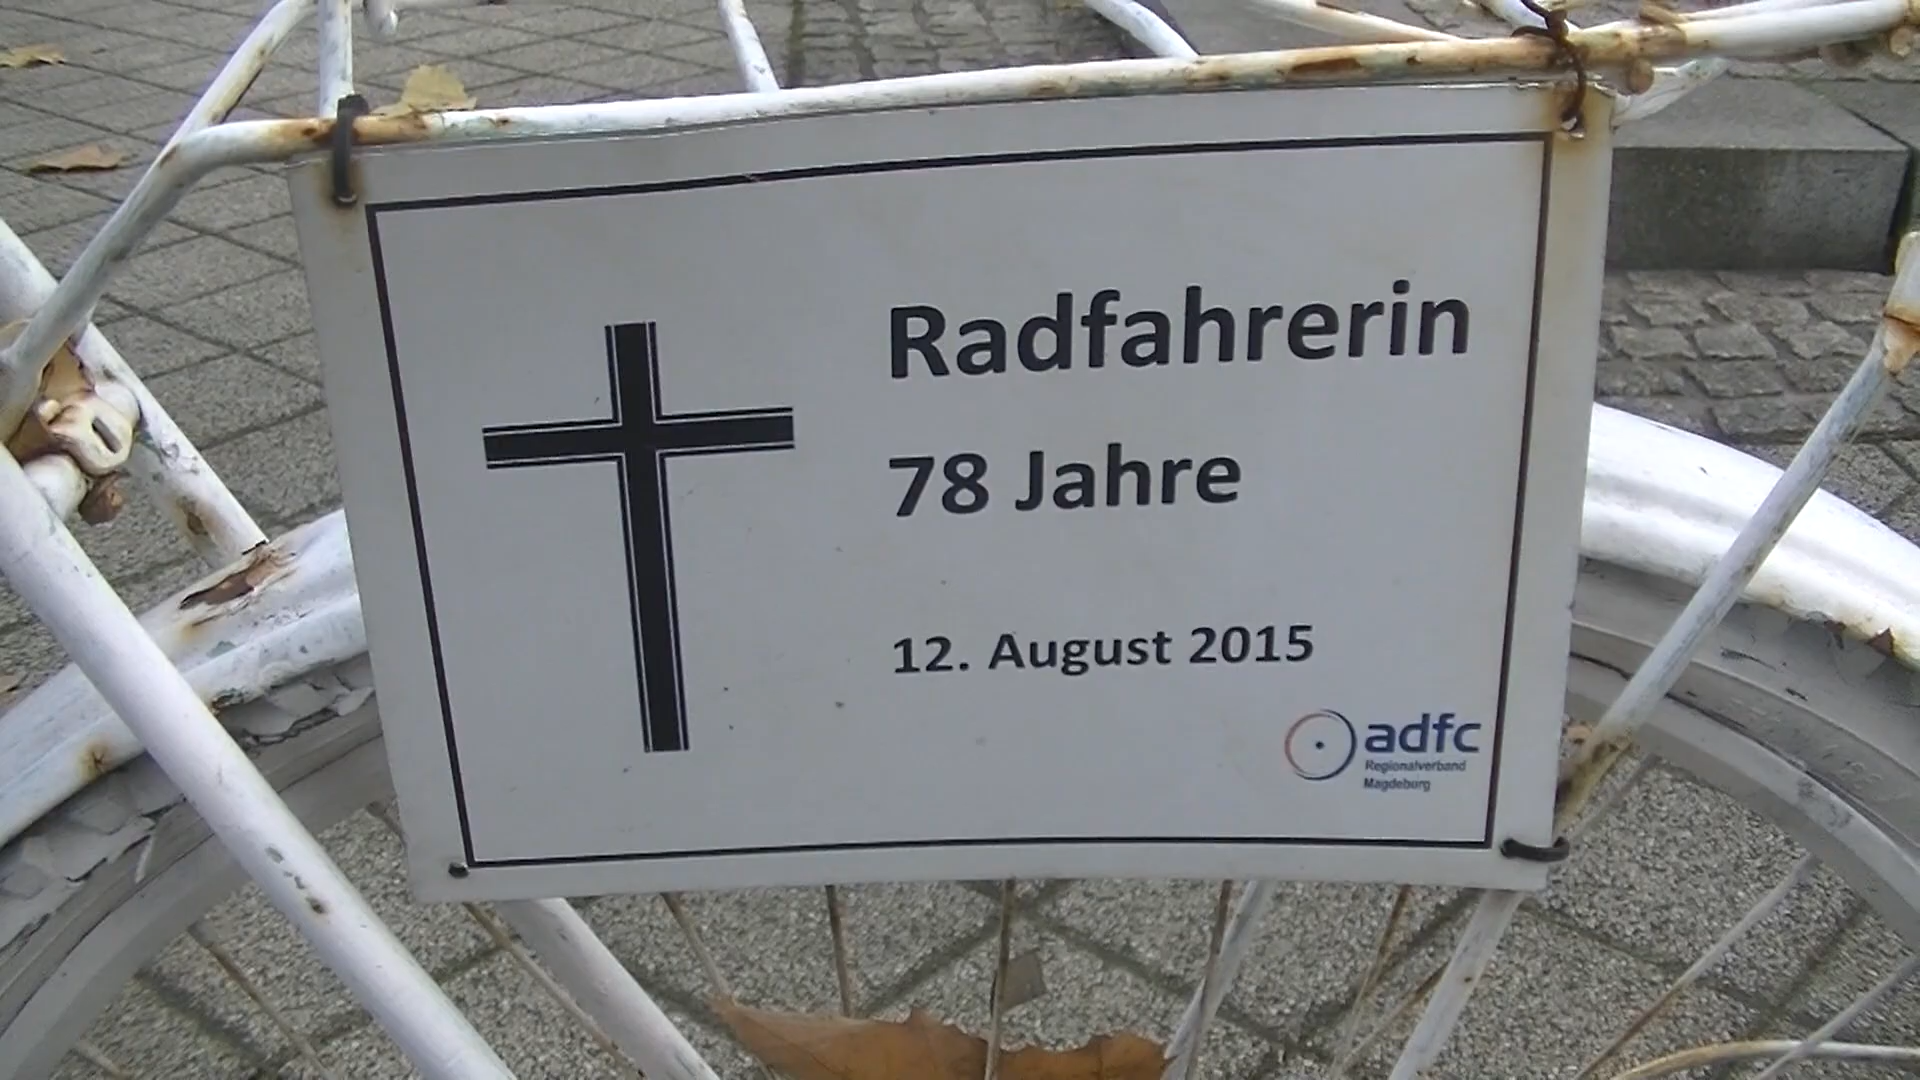 Radfahrerin
78 Jahre
12. August 2015
adfc
Regionalverband
Magdeburg